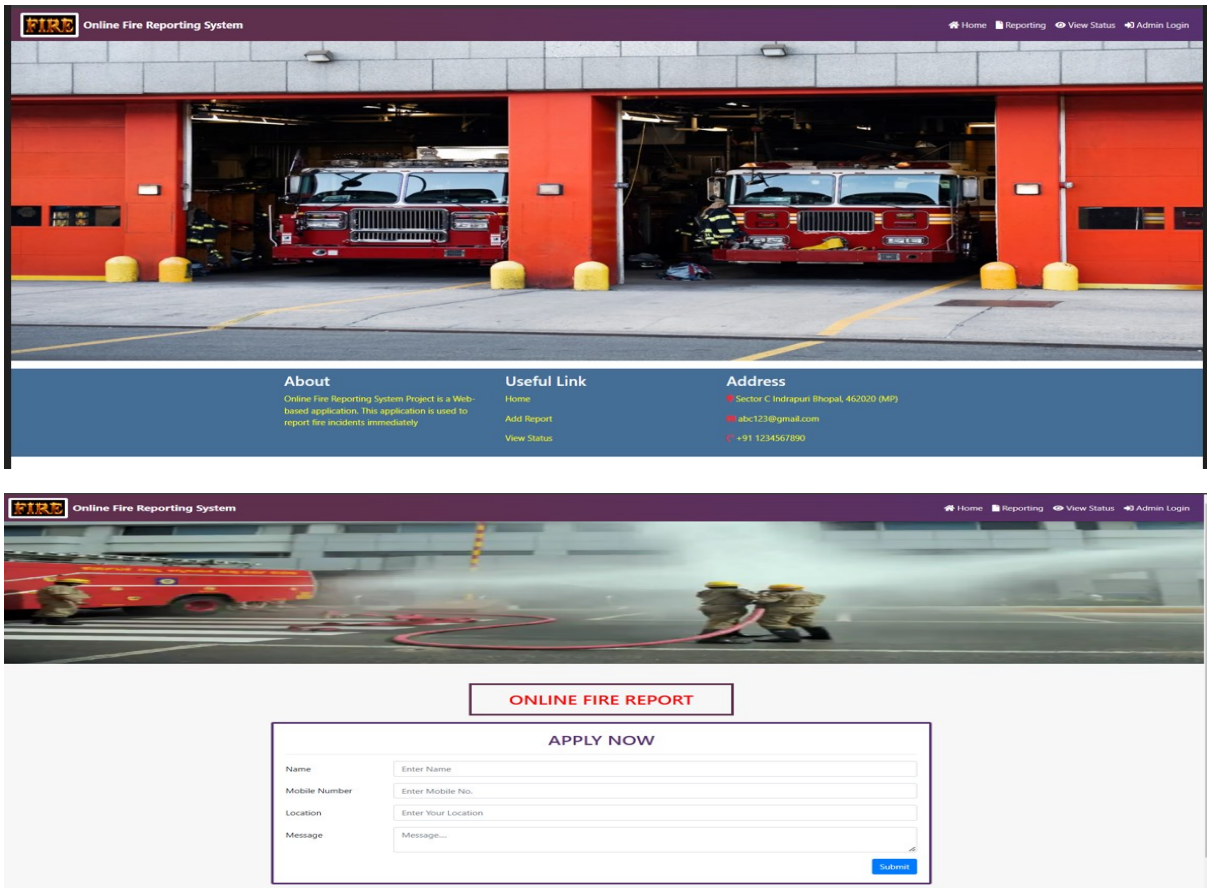 FIRE Online Fire Reporting System Home Reporting View Status Admin Login
About
Online Fire Reporting System Project is a Web-
based application. This application is used to
report fire incidents immediately
Useful Link
Home
Add Report
View Status
Address
Sector C Indrapuri Bhopal, 462020 (MP)
abc123@gmail.com
+91 1234567890
FIRE Online Fire Reporting System Home Reporting View Status Admin Login
ONLINE FIRE REPORT
APPLY NOW
Name Enter Name
Mobile Number Enter Mobile No.
Location Enter Your Location
Message Message....
Submit